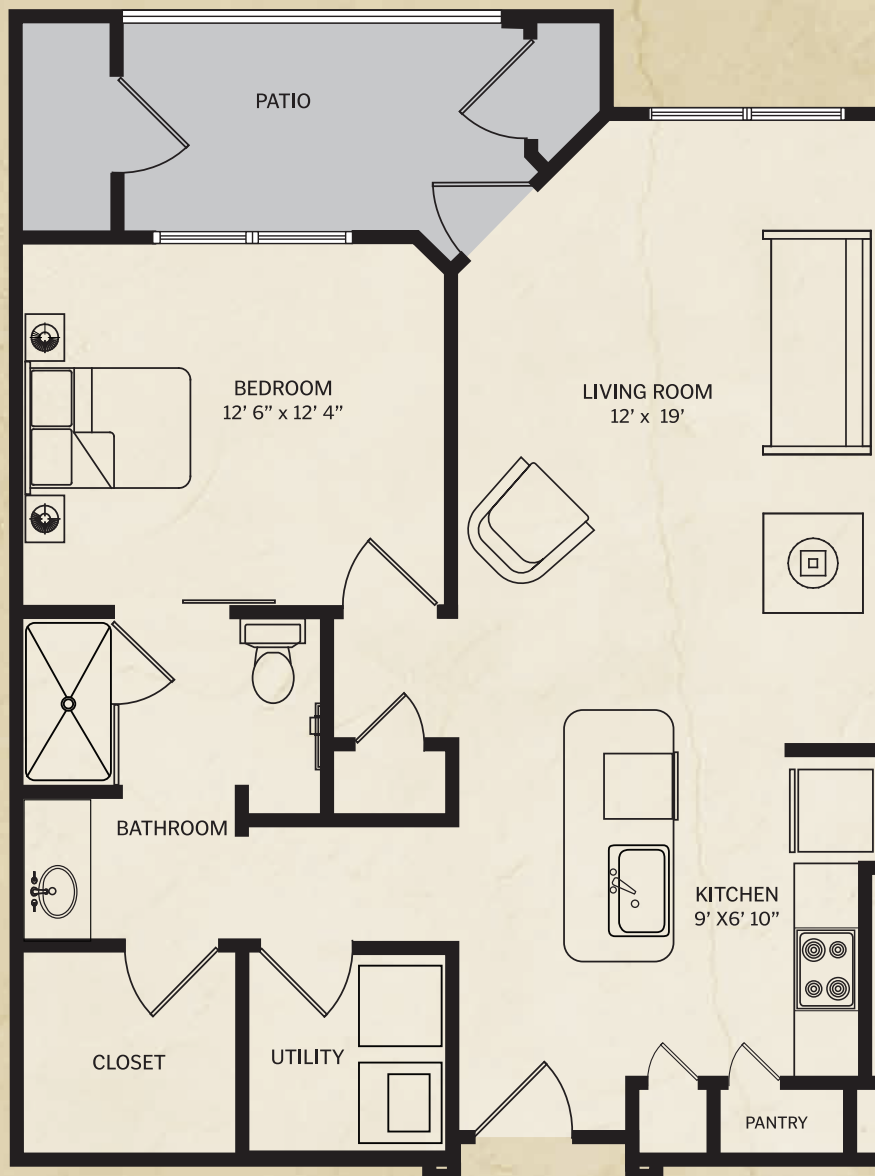 PATIO
BEDROOM
12’ 6” x 12’ 4”
LIVING ROOM
12’ x 19’
BATHROOM
KITCHEN
9’ X6’ 10”
CLOSET
UTILITY
PANTRY